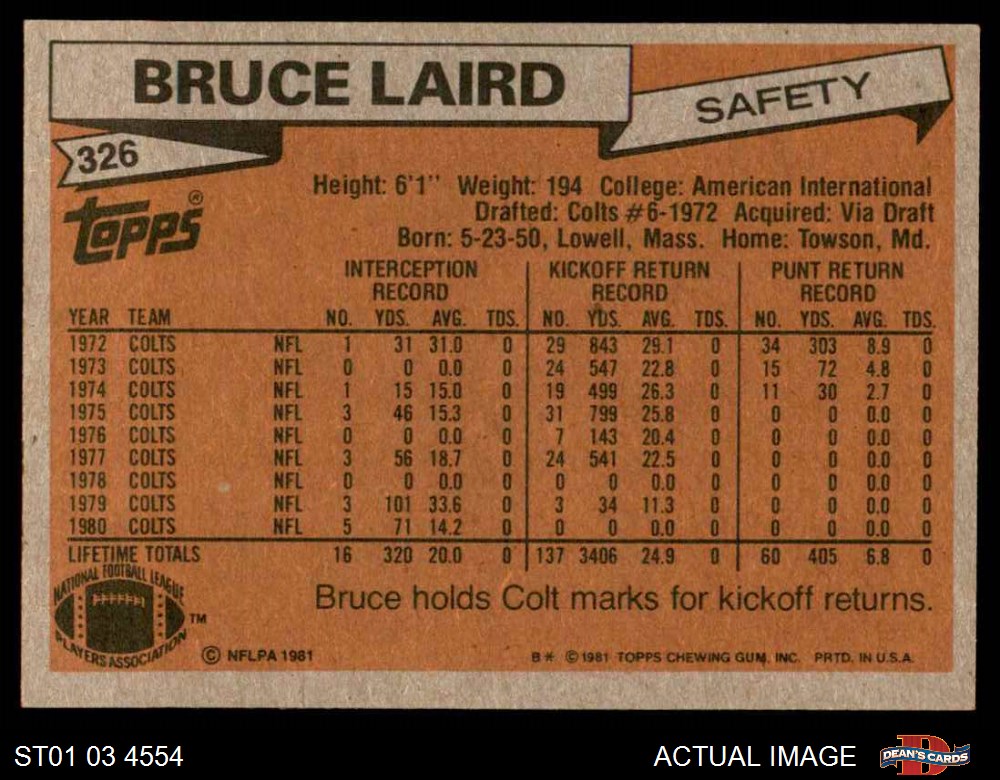 BRUCE LAIRD
SAFETY
326
Topps®
Height: 6'1" Weight: 194 College: American International
Drafted: Colts #6-1972 Acquired: Via Draft
Born: 5-23-50, Lowell, Mass. Home: Towson, Md.
INTERCEPTION RECORD KICKOFF RETURN RECORD PUNT RETURN RECORD
YEAR TEAM NO. YDS. AVG. TDS. NO. YDS. AVG. TDS. NO. YDS. AVG. TDS.
1972 COLTS NFL 1 31 31.0 0 29 843 29.1 0 34 303 8.9 0
1973 COLTS NFL 0 0 0.0 0 24 547 22.8 0 15 72 4.8 0
1974 COLTS NFL 1 15 15.0 0 19 499 26.3 0 11 30 2.7 0
1975 COLTS NFL 3 46 15.3 0 31 799 25.8 0 0 0 0.0 0
1976 COLTS NFL 0 0 0.0 0 7 143 20.4 0 0 0 0.0 0
1977 COLTS NFL 3 56 18.7 0 24 541 22.5 0 0 0 0.0 0
1978 COLTS NFL 0 0 0.0 0 0 0 0.0 0 0 0 0.0 0
1979 COLTS NFL 3 101 33.6 0 3 34 11.3 0 0 0 0.0 0
1980 COLTS NFL 5 71 14.2 0 0 0 0.0 0 0 0 0.0 0
LIFETIME TOTALS 16 320 20.0 0 137 3406 24.9 0 60 405 6.8 0
NATIONAL FOOTBALL LEAGUE
PLAYERS ASSOCIATION ™
Bruce holds Colt marks for kickoff returns.
© NFLPA 1981
B* © 1981 TOPPS CHEWING GUM, INC. PRTD. IN U.S.A.
ST01 03 4554
ACTUAL IMAGE
DEAN'S CARDS